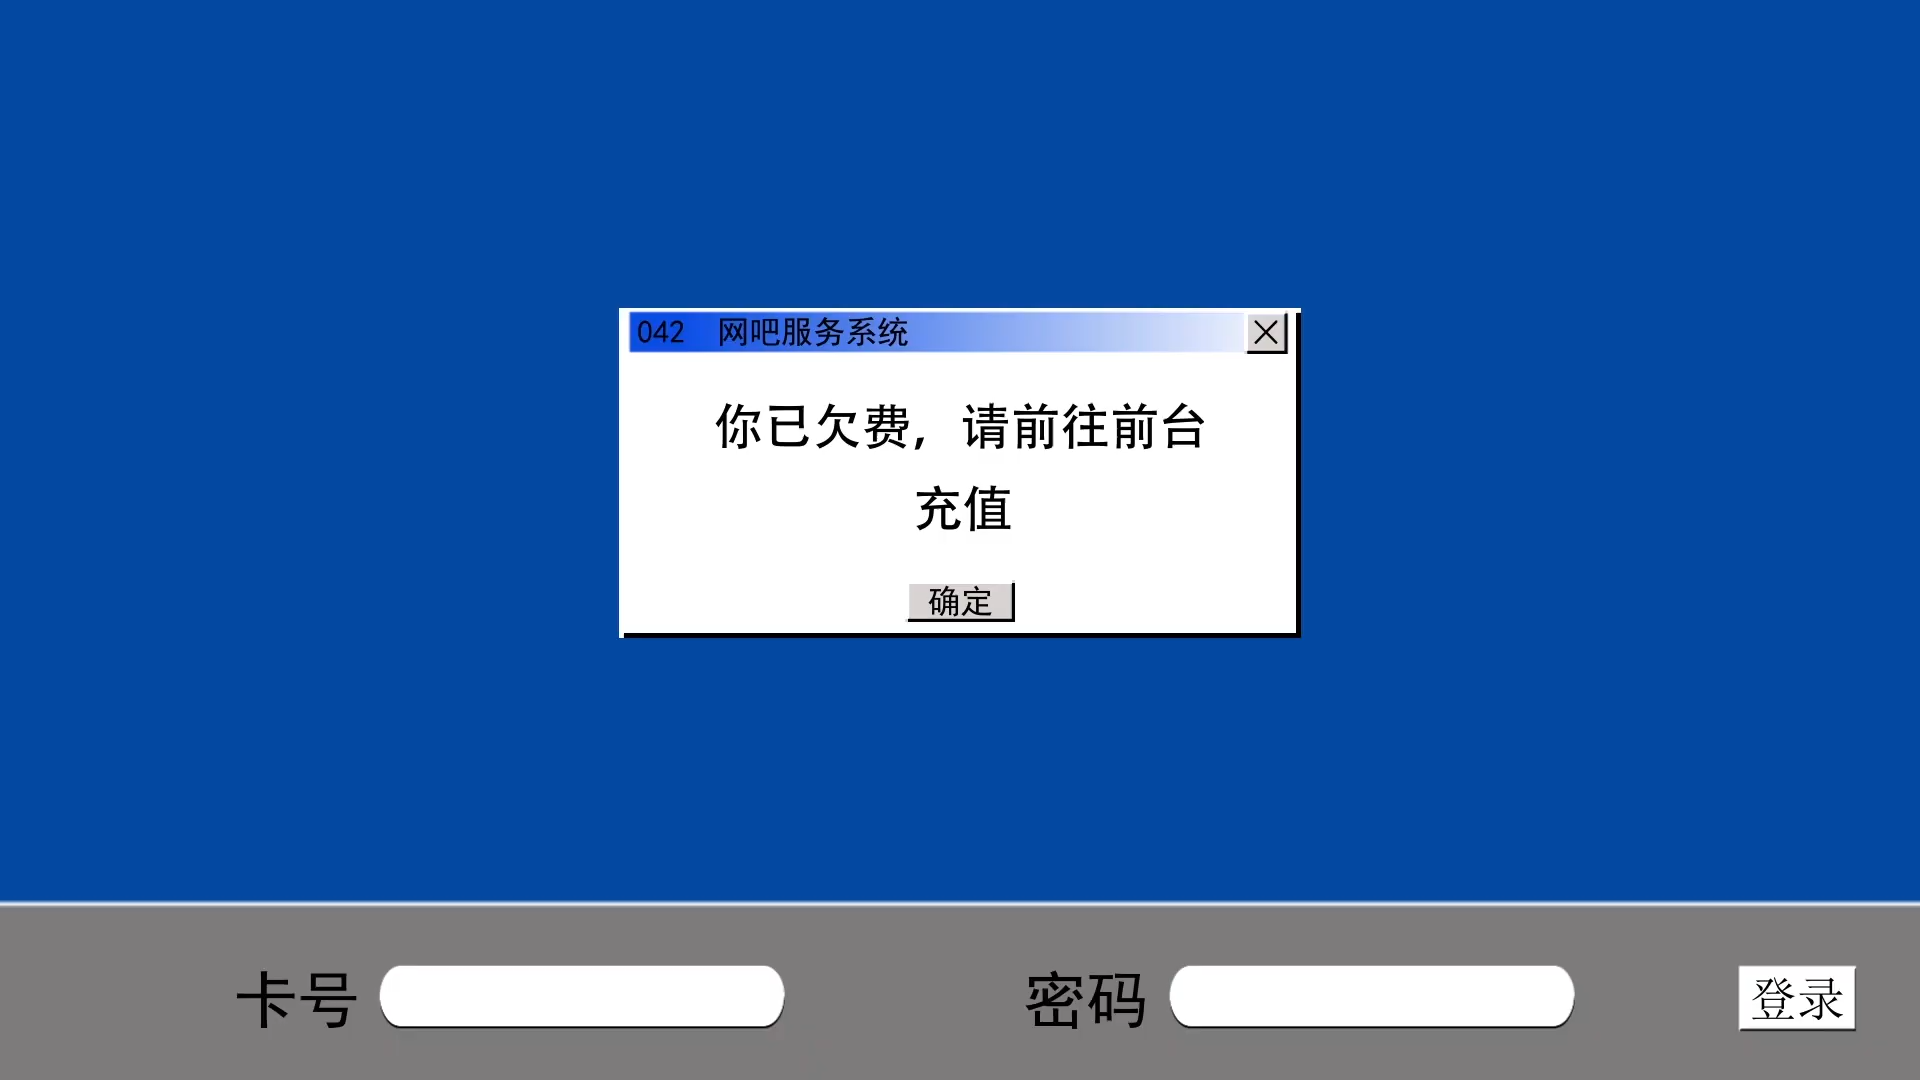 042 网吧服务系统
你已欠费，请前往前台
充值
确定
卡号
密码
登录